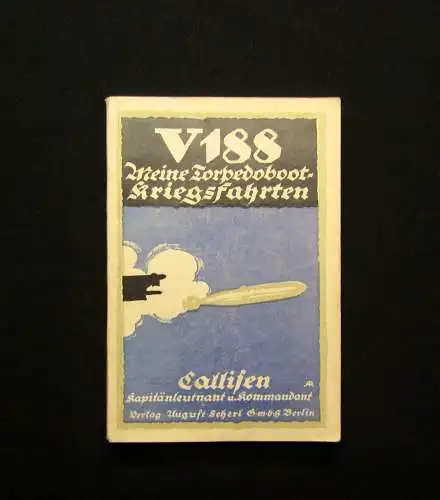 V188
Meine Torpedoboot-
Kriegsfahrten
Callisen
Kapitänleutnant u. Kommandant
Verlag August Scherl G·m·b·H Berlin